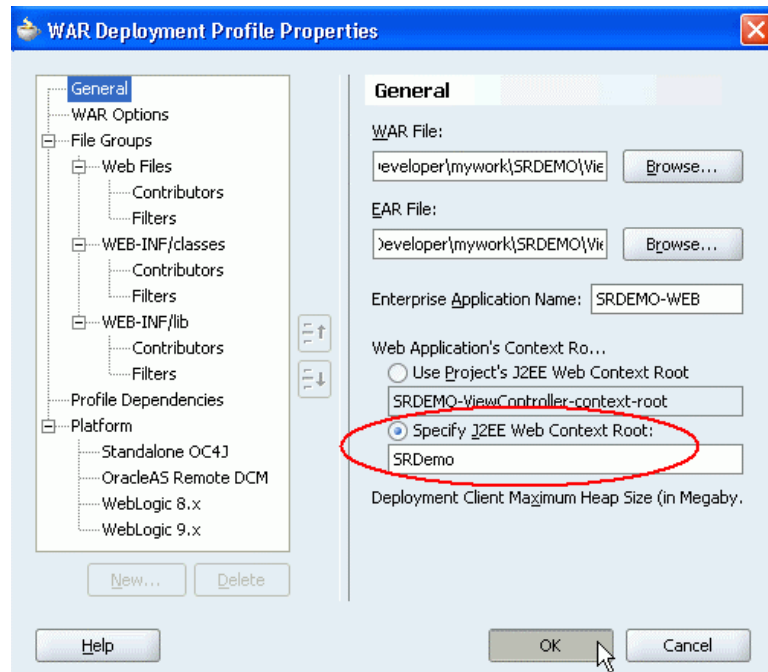 WAR Deployment Profile Properties
General
WAR Options
File Groups
Web Files
Contributors
Filters
WEB-INF/classes
Contributors
Filters
WEB-INF/lib
Contributors
Filters
Profile Dependencies
Platform
Standalone OC4J
OracleAS Remote DCM
WebLogic 8.x
WebLogic 9.x
New...
Delete
General
WAR File:
eveloper\mywork\SRDEMO\Vie
Browse...
EAR File:
eveloper\mywork\SRDEMO\Vie
Browse...
Enterprise Application Name:
SRDEMO-WEB
Web Application's Context Ro...
Use Project's J2EE Web Context Root
SRDEMO-ViewController-context-root
Specify J2EE Web Context Root:
SRDemo
Deployment Client Maximum Heap Size (in Megaby.
Help
OK
Cancel